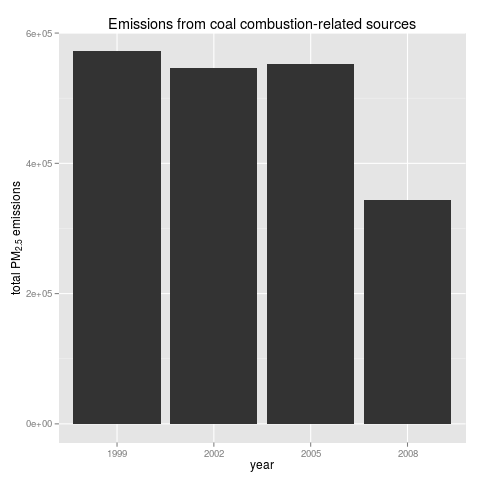 Emissions from coal combustion-related sources
6e+05
4e+05
2e+05
0e+00
total PM2.5 emissions
1999 2002 2005 2008
year